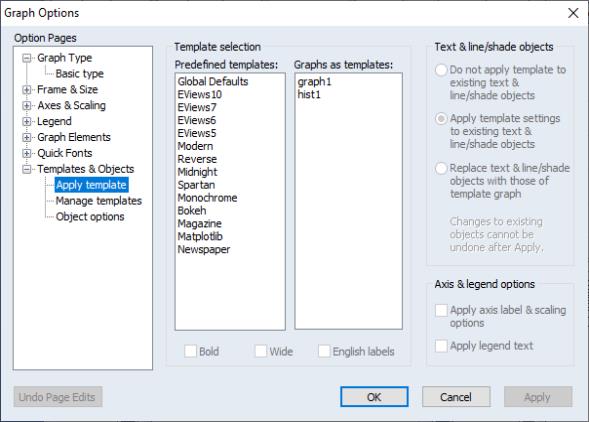 Graph Options
Option Pages
Graph Type
Basic type
Frame & Size
Axes & Scaling
Legend
Graph Elements
Quick Fonts
Templates & Objects
Apply template
Manage templates
Object options
Template selection
Predefined templates:
Global Defaults
EViews10
EViews7
EViews6
EViews5
Modern
Reverse
Midnight
Spartan
Monochrome
Bokeh
Magazine
Matplotlib
Newspaper
Graphs as templates:
graph1
hist1
Bold
Wide
English labels
Text & line/shade objects
Do not apply template to
existing text &
line/shade objects
Apply template settings
to existing text &
line/shade objects
Replace text & line/shade
objects with those of
template graph
Changes to existing
objects cannot be
undone after Apply.
Axis & legend options
Apply axis label & scaling
options
Apply legend text
Undo Page Edits
OK
Cancel
Apply